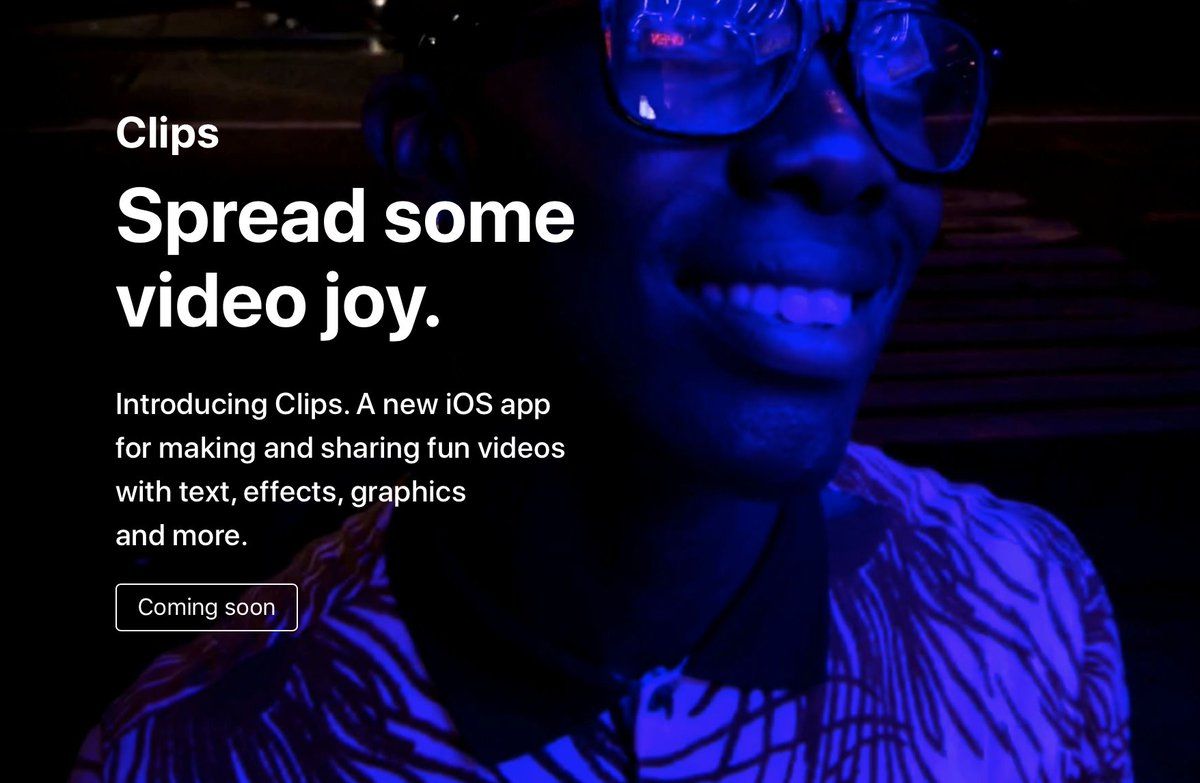 Clips
Spread some
video joy.
Introducing Clips. A new iOS app
for making and sharing fun videos
with text, effects, graphics
and more.
Coming soon